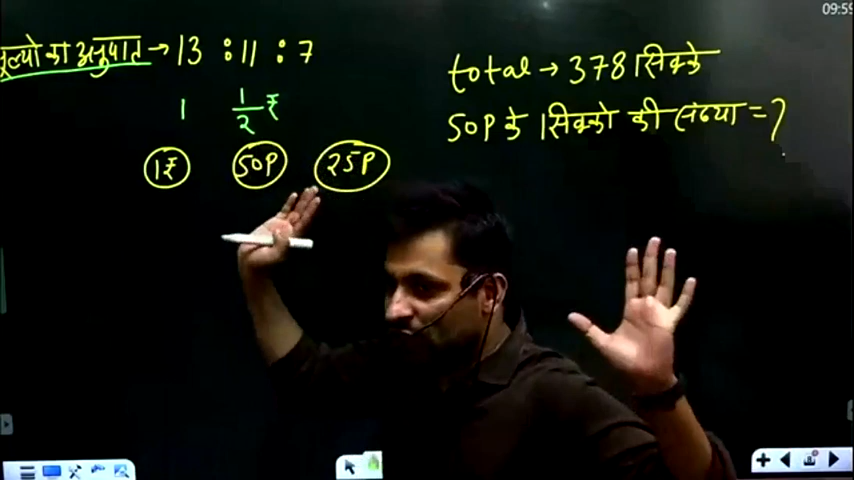 मूल्यो का अनुपात → 13 : 11 : 7
1 1/2 ₹
1₹ 50P 25P
total → 378 सिक्के
50P के सिक्को की संख्या = ?
09:59